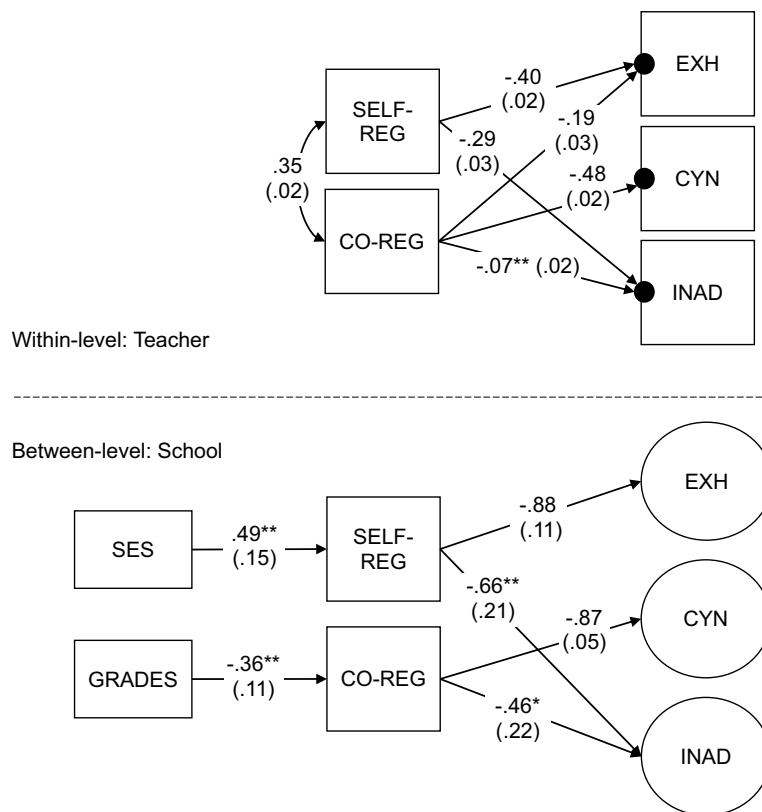 EXH
-.40
(.02)
SELF-
REG
-.19
(.03)
-.29
(.03)
.35
(.02)
CYN
-.48
(.02)
CO-REG
-.07** (.02)
INAD
Within-level: Teacher
Between-level: School
EXH
-.88
(.11)
SES
.49**
(.15)
SELF-
REG
-.66**
(.21)
-.87
(.05)
CYN
GRADES
-.36**
(.11)
CO-REG
-.46*
(.22)
INAD